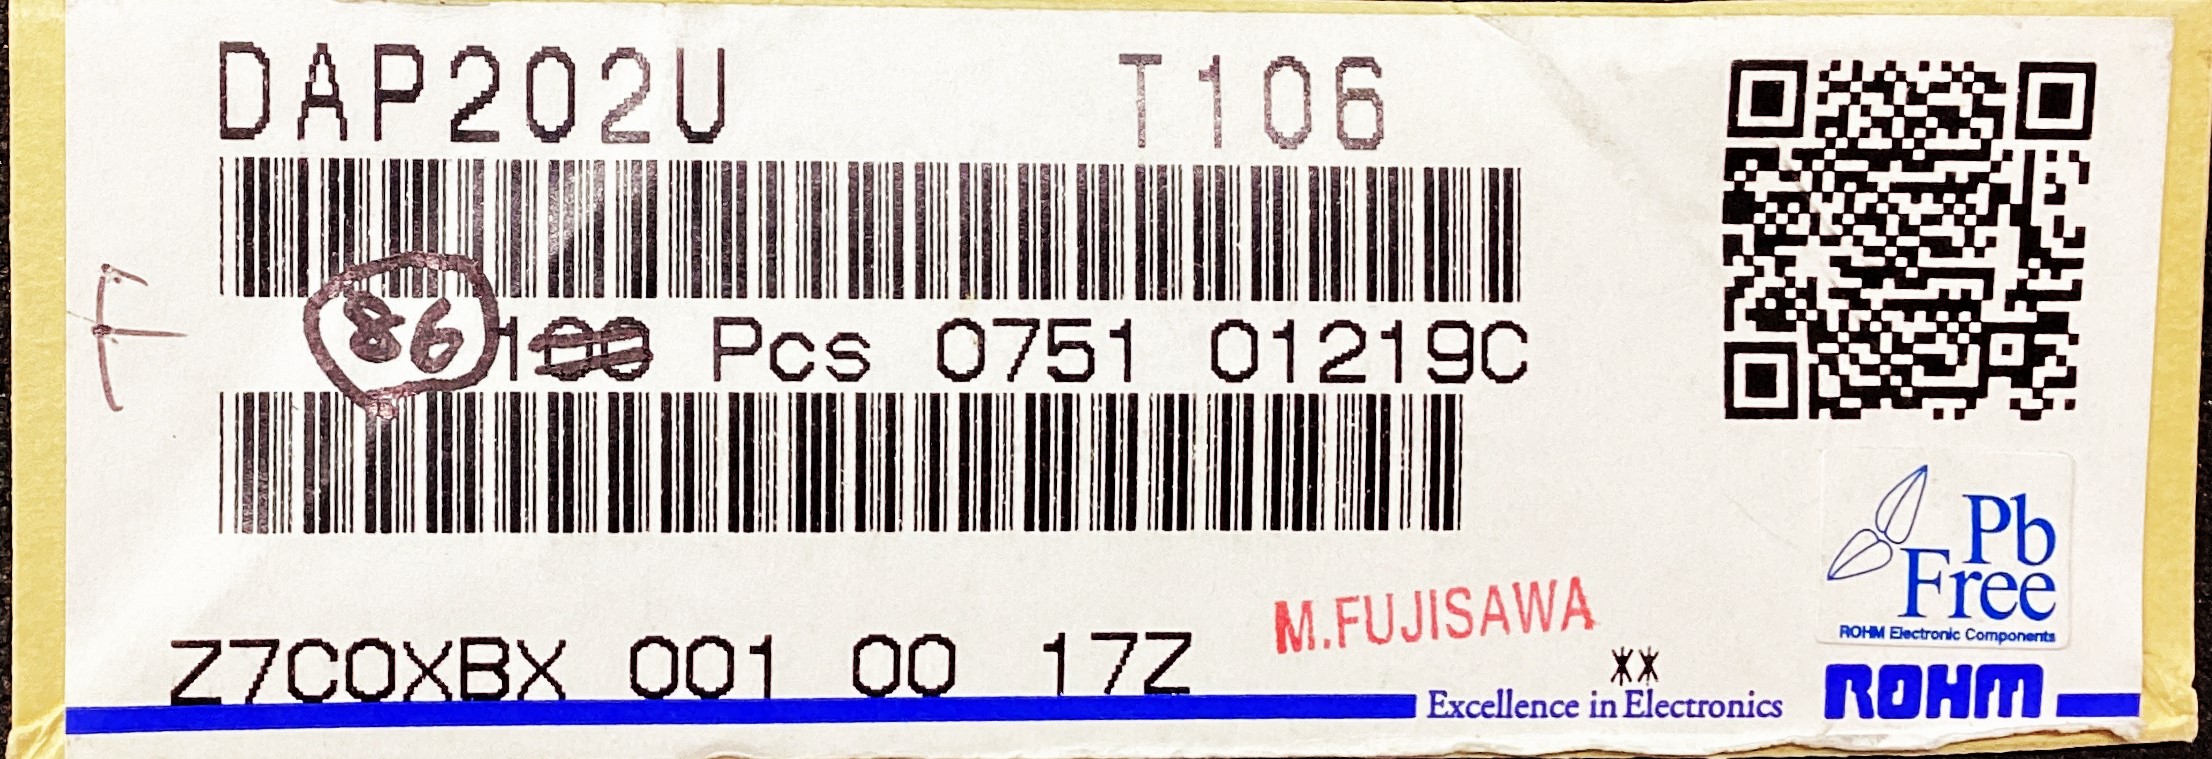 DAP202U T106
86 100 Pcs 0751 01219C
Z7C0XBX 001 00 17Z
M.FUJISAWA
**
Excellence in Electronics
Pb
Free
ROHM Electronic Components
ROHM